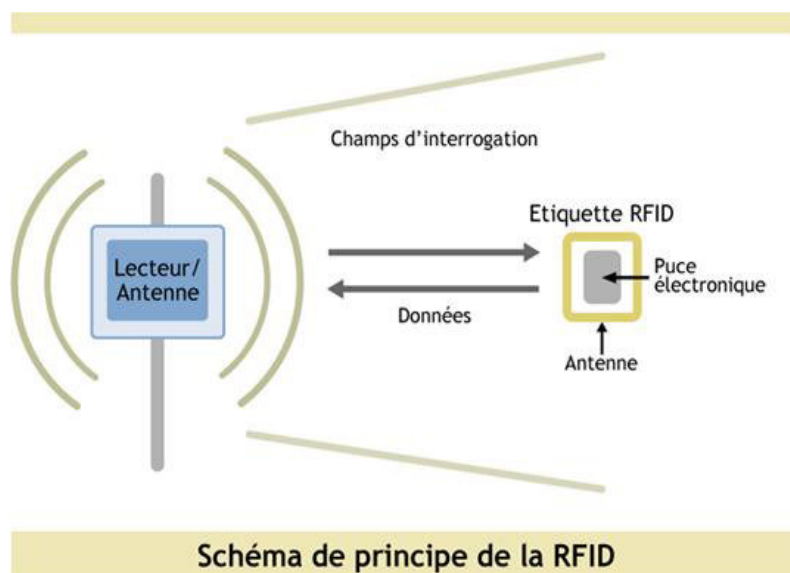 Champs d'interrogation
Etiquette RFID
Lecteur/
Antenne
Puce
électronique
Données
Antenne
Schéma de principe de la RFID